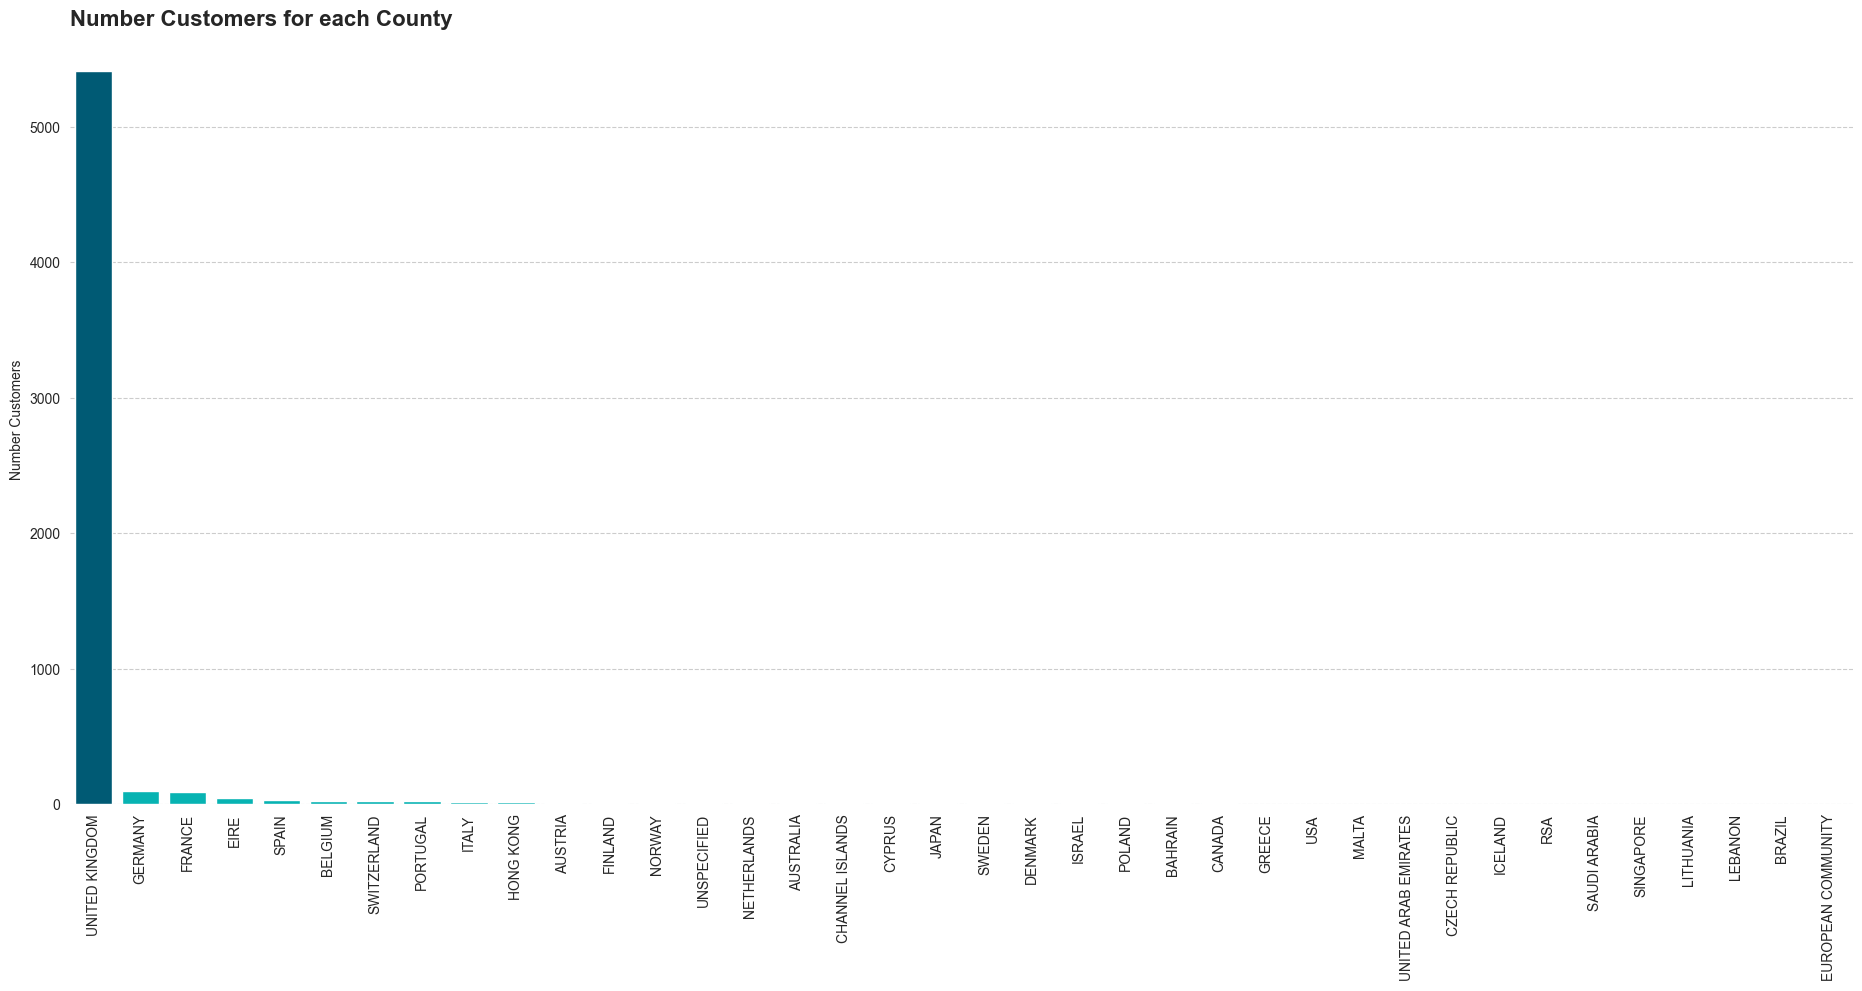 Number Customers for each County
Number Customers
5000
4000
3000
2000
1000
0
UNITED KINGDOM
GERMANY
FRANCE
EIRE
SPAIN
BELGIUM
SWITZERLAND
PORTUGAL
ITALY
HONG KONG
AUSTRIA
FINLAND
NORWAY
UNSPECIFIED
NETHERLANDS
AUSTRALIA
CHANNEL ISLANDS
CYPRUS
JAPAN
SWEDEN
DENMARK
ISRAEL
POLAND
BAHRAIN
CANADA
GREECE
USA
MALTA
UNITED ARAB EMIRATES
CZECH REPUBLIC
ICELAND
RSA
SAUDI ARABIA
SINGAPORE
LITHUANIA
LEBANON
BRAZIL
EUROPEAN COMMUNITY